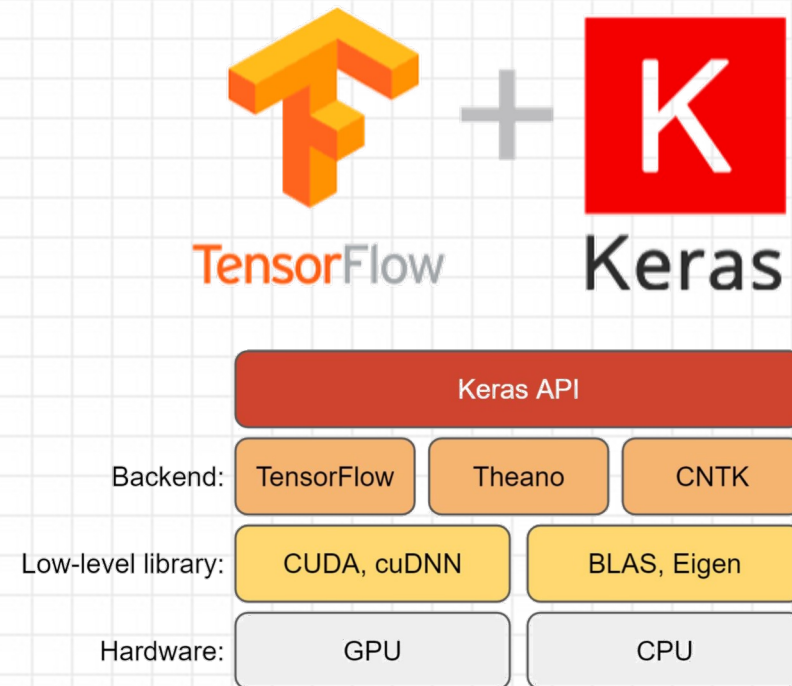 K
TensorFlow
Keras
Keras API
Backend: TensorFlow Theano CNTK
Low-level library: CUDA, cuDNN BLAS, Eigen
Hardware: GPU CPU